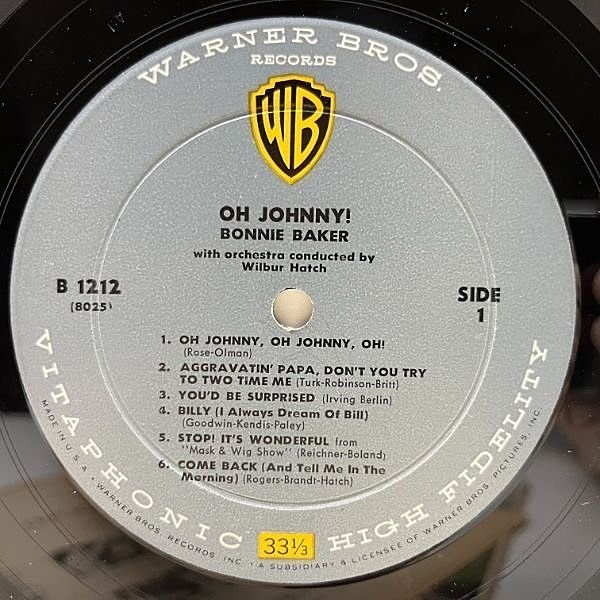 WARNER BROS.
RECORDS
WB
OH JOHNNY!
BONNIE BAKER
with orchestra conducted by
Wilbur Hatch
B 1212
(8025)
SIDE
1
1. OH JOHNNY, OH JOHNNY, OH!
(Rose-Olman)
2. AGGRAVATIN' PAPA, DON'T YOU TRY
TO TWO TIME ME (Turk-Robinson-Britt)
3. YOU'D BE SURPRISED (Irving Berlin)
4. BILLY (I Always Dream Of Bill)
(Goodwin-Kendis-Paley)
5. STOP! IT'S WONDERFUL from
"Mask & Wig Show" (Reichner-Boland)
6. COME BACK (And Tell Me In The
Morning) (Rogers-Brandt-Hatch)
VITAPHONIC HIGH FIDELITY
33⅓
MADE IN U.S.A. • WARNER BROS. RECORDS, INC. • A SUBSIDIARY & LICENSEE OF WARNER BROS. PICTURES, INC.